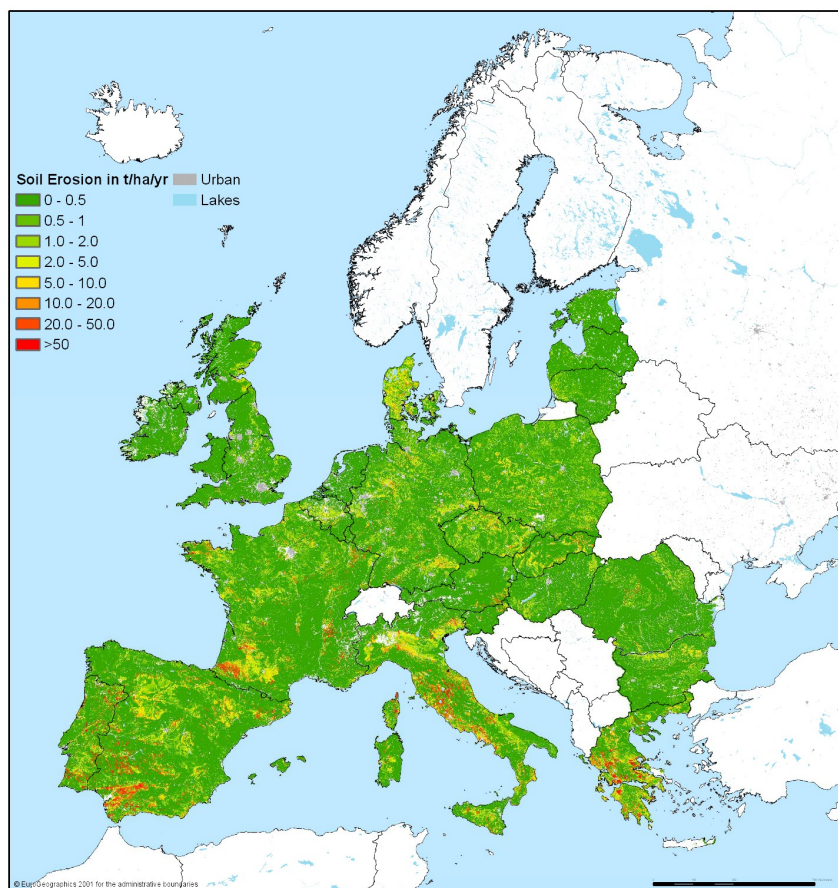 Soil Erosion in t/ha/yr
0 - 0.5
0.5 - 1
1.0 - 2.0
2.0 - 5.0
5.0 - 10.0
10.0 - 20.0
20.0 - 50.0
>50
Urban
Lakes
© EuroGeographics 2001 for the administrative boundaries